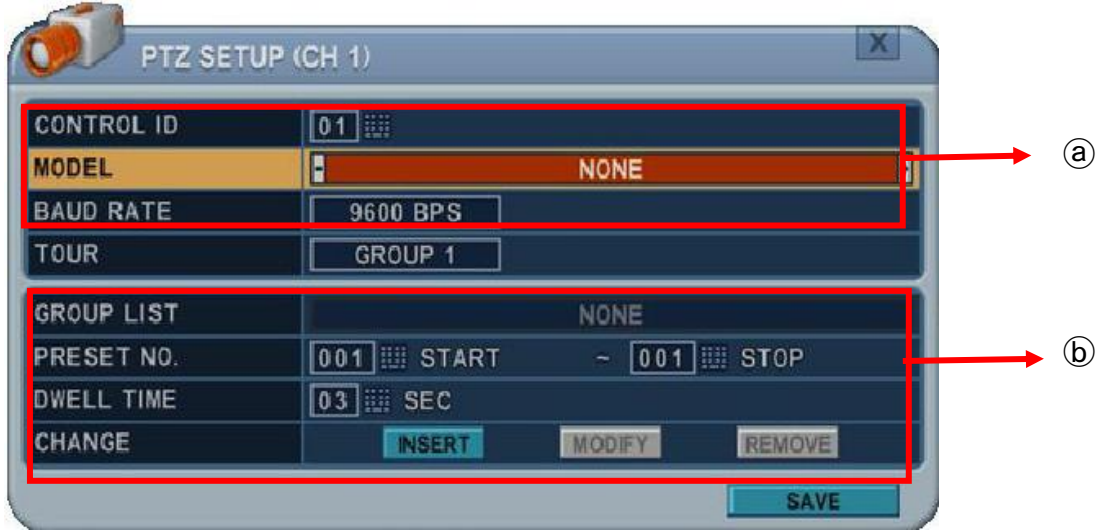 PTZ SETUP (CH 1) X
CONTROL ID 01
MODEL NONE
ⓐ
BAUD RATE 9600 BPS
TOUR GROUP 1
GROUP LIST NONE
PRESET NO. 001 START ~ 001 STOP
ⓑ
DWELL TIME 03 SEC
CHANGE INSERT MODIFY REMOVE
SAVE